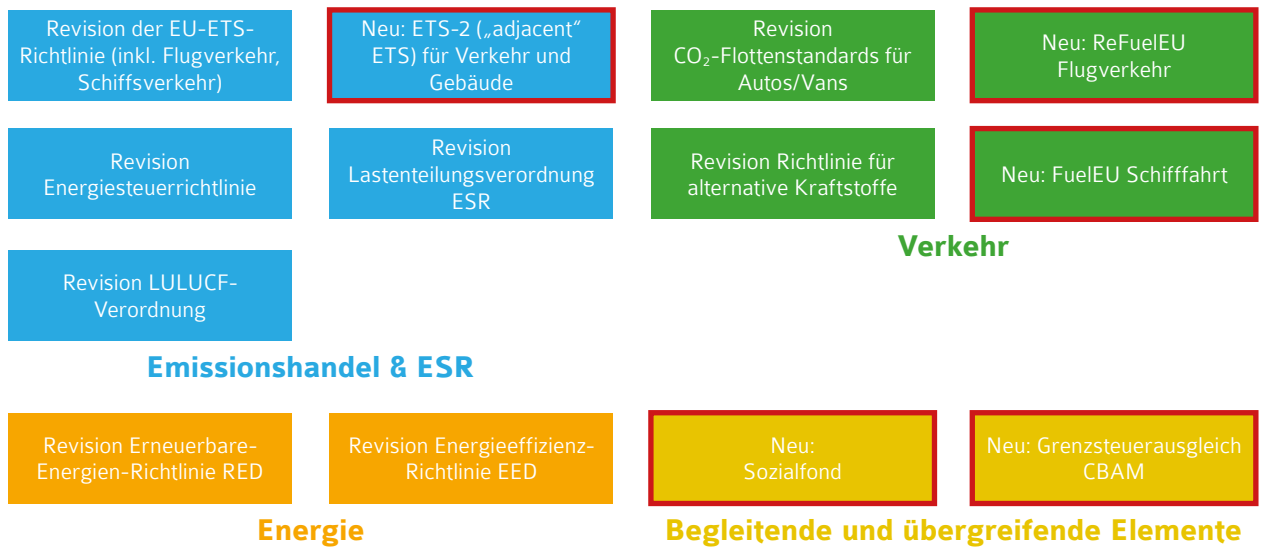 Revision der EU-ETS-
Richtlinie (inkl. Flugverkehr,
Schiffsverkehr)
Neu: ETS-2 („adjacent“
ETS) für Verkehr und
Gebäude
Revision
CO₂-Flottenstandards für
Autos/Vans
Neu: ReFuelEU
Flugverkehr
Revision
Energiesteuerrichtlinie
Revision
Lastenteilungsverordnung
ESR
Revision Richtlinie für
alternative Kraftstoffe
Neu: FuelEU Schifffahrt
Verkehr
Revision LULUCF-
Verordnung
Emissionshandel & ESR
Revision Erneuerbare-
Energien-Richtlinie RED
Revision Energieeffizienz-
Richtlinie EED
Neu:
Sozialfond
Neu: Grenzsteuerausgleich
CBAM
Energie
Begleitende und übergreifende Elemente